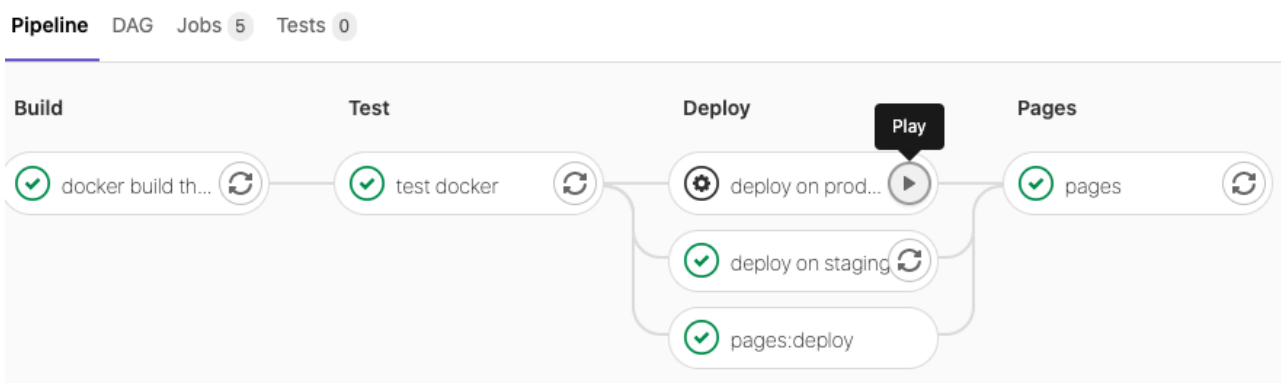 Pipeline DAG Jobs 5 Tests 0
Build Test Deploy Pages
Play
docker build th... test docker deploy on prod... pages
deploy on staging
pages:deploy